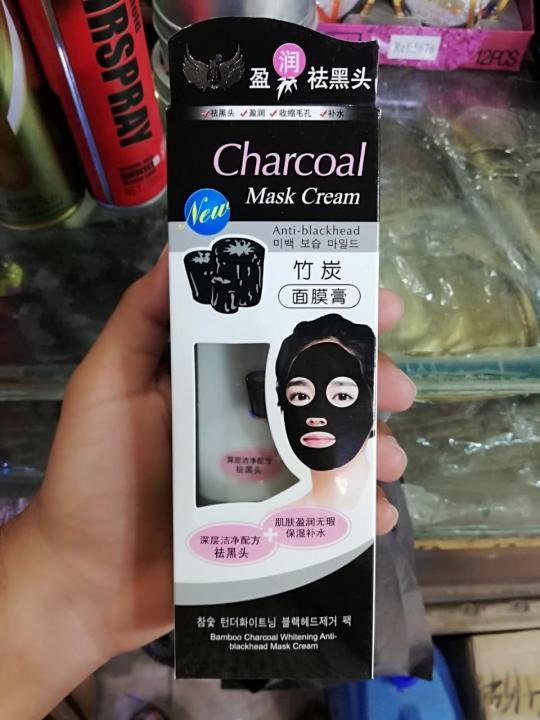 IRSPRAY
12PCS
盈润祛黑头
✓祛黑头 ✓盈润 ✓收缩毛孔 ✓补水
Charcoal
Mask Cream
New
Anti-blackhead
미백 보습 마일드
竹炭
面膜膏
深层洁净配方
祛黑头
肌肤盈润无瑕
保湿补水
深层洁净配方
祛黑头
참숯 턴더화이트닝 블랙헤드제거 팩
Bamboo Charcoal Whitening Anti-
blackhead Mask Cream